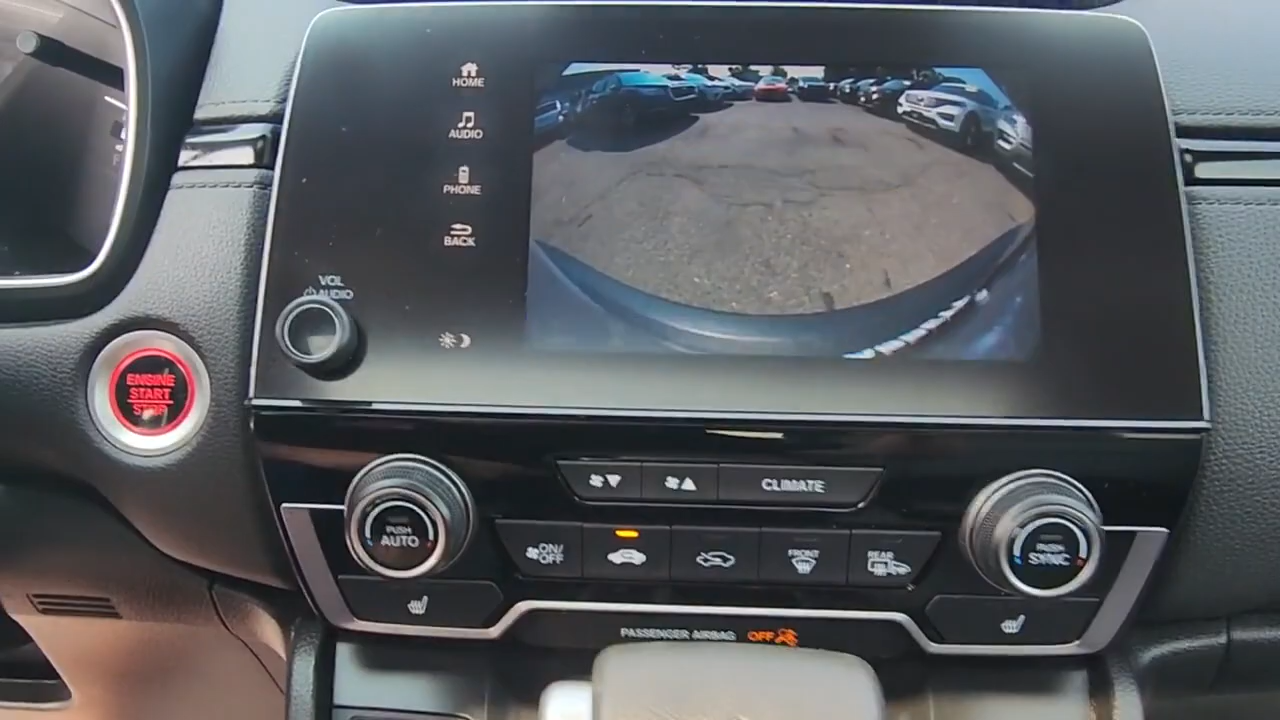 HOME
AUDIO
PHONE
BACK
VOL
AUDIO
ENGINE
START
STOP
CLIMATE
PUSH
AUTO
ON/
OFF
FRONT
REAR
PUSH
SYNC
PASSENGER AIRBAG OFF